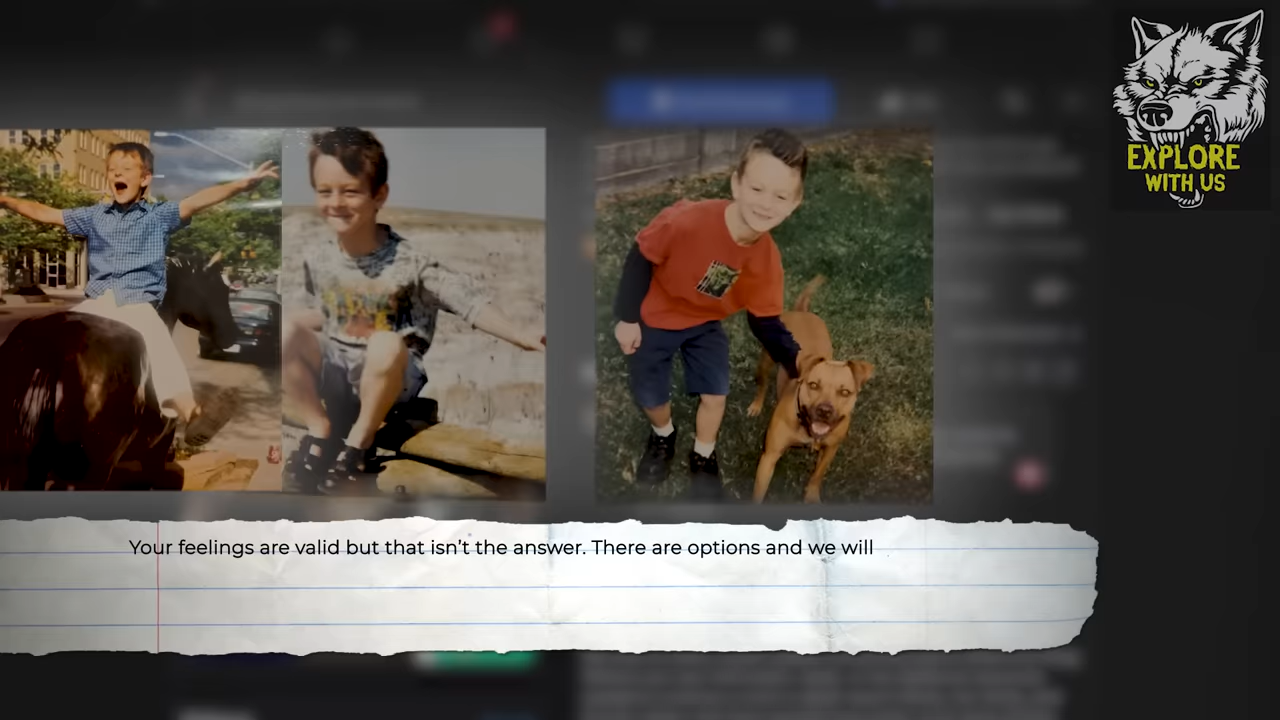 EXPLORE
WITH US
Your feelings are valid but that isn't the answer. There are options and we will